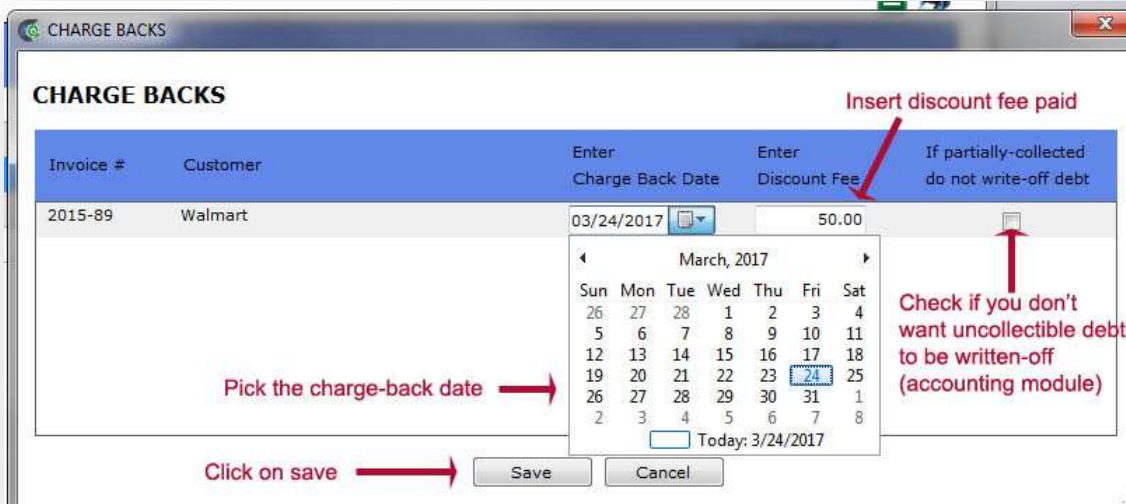 CHARGE BACKS
CHARGE BACKS
Insert discount fee paid
Invoice # Customer Enter Charge Back Date Enter Discount Fee If partially-collected do not write-off debt
2015-89 Walmart 03/24/2017 50.00
March, 2017
Sun Mon Tue Wed Thu Fri Sat
26 27 28 1 2 3 4
5 6 7 8 9 10 11
12 13 14 15 16 17 18
19 20 21 22 23 24 25
26 27 28 29 30 31 1
2 3 4 5 6 7 8
Today: 3/24/2017
Check if you don't
want uncollectible debt
to be written-off
(accounting module)
Pick the charge-back date
Click on save
Save Cancel